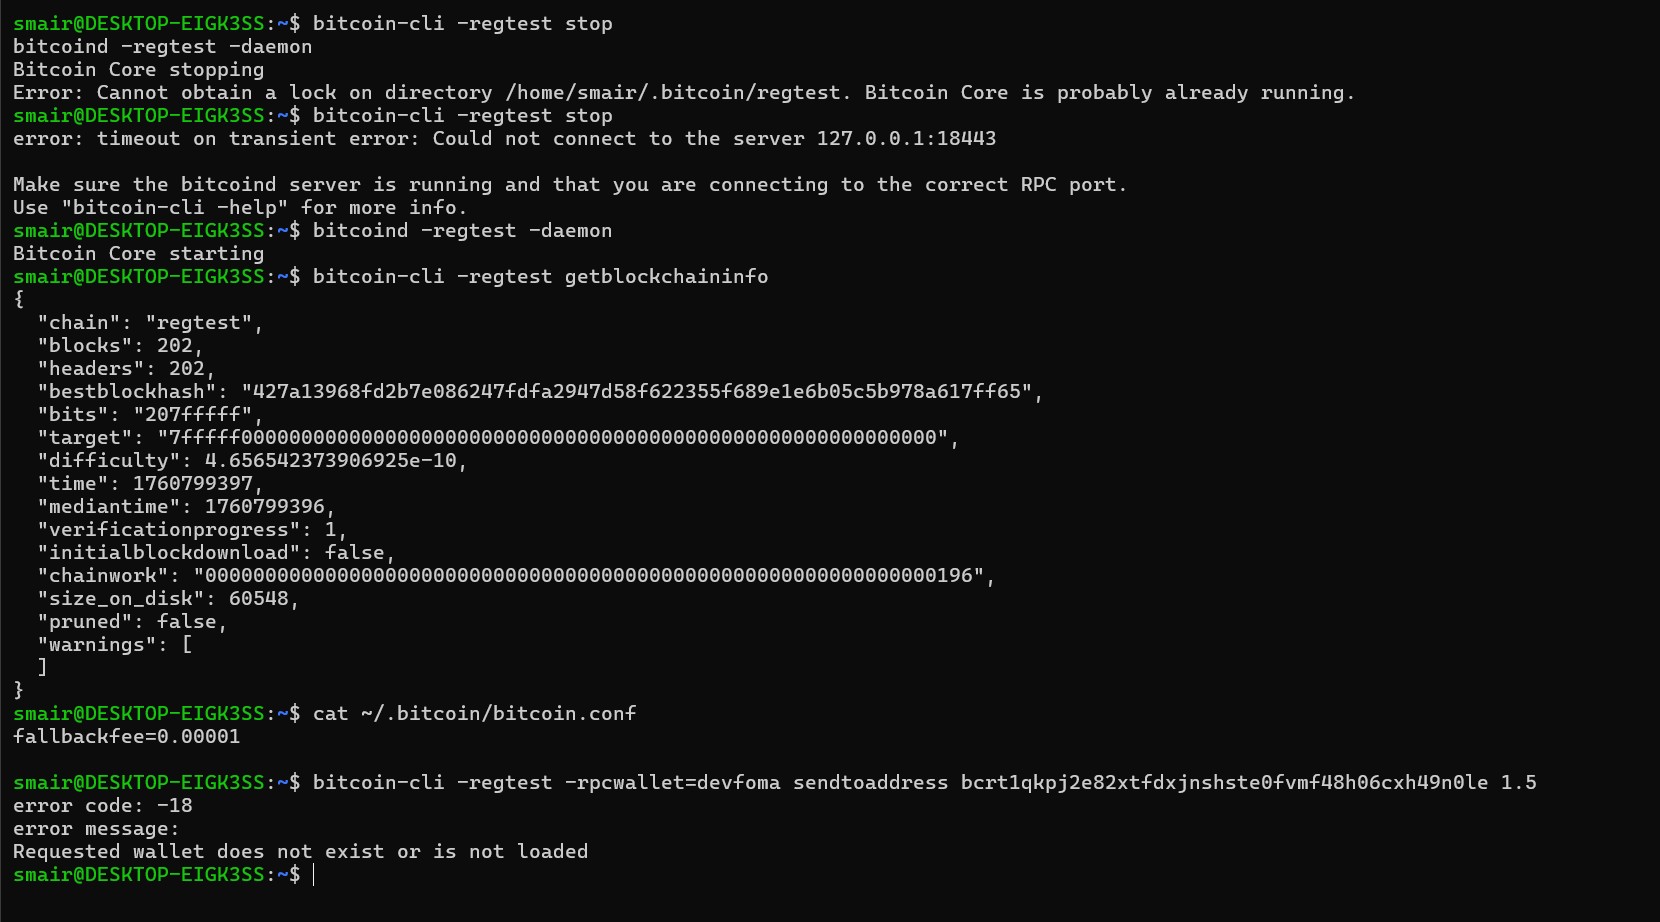 smair@DESKTOP-EIGK3SS:~$ bitcoin-cli -regtest stop
bitcoind -regtest -daemon
Bitcoin Core stopping
Error: Cannot obtain a lock on directory /home/smair/.bitcoin/regtest. Bitcoin Core is probably already running.
smair@DESKTOP-EIGK3SS:~$ bitcoin-cli -regtest stop
error: timeout on transient error: Could not connect to the server 127.0.0.1:18443

Make sure the bitcoind server is running and that you are connecting to the correct RPC port.
Use "bitcoin-cli -help" for more info.
smair@DESKTOP-EIGK3SS:~$ bitcoind -regtest -daemon
Bitcoin Core starting
smair@DESKTOP-EIGK3SS:~$ bitcoin-cli -regtest getblockchaininfo
{
  "chain": "regtest",
  "blocks": 202,
  "headers": 202,
  "bestblockhash": "427a13968fd2b7e086247fdfa2947d58f622355f689e1e6b05c5b978a617ff65",
  "bits": "207fffff",
  "target": "7fffff0000000000000000000000000000000000000000000000000000000000",
  "difficulty": 4.656542373906925e-10,
  "time": 1760799397,
  "mediantime": 1760799396,
  "verificationprogress": 1,
  "initialblockdownload": false,
  "chainwork": "0000000000000000000000000000000000000000000000000000000000000196",
  "size_on_disk": 60548,
  "pruned": false,
  "warnings": [
  ]
}
smair@DESKTOP-EIGK3SS:~$ cat ~/.bitcoin/bitcoin.conf
fallbackfee=0.00001

smair@DESKTOP-EIGK3SS:~$ bitcoin-cli -regtest -rpcwallet=devfoma sendtoaddress bcrt1qkpj2e82xtfdxjnshste0fvmf48h06cxh49n0le 1.5
error code: -18
error message:
Requested wallet does not exist or is not loaded
smair@DESKTOP-EIGK3SS:~$